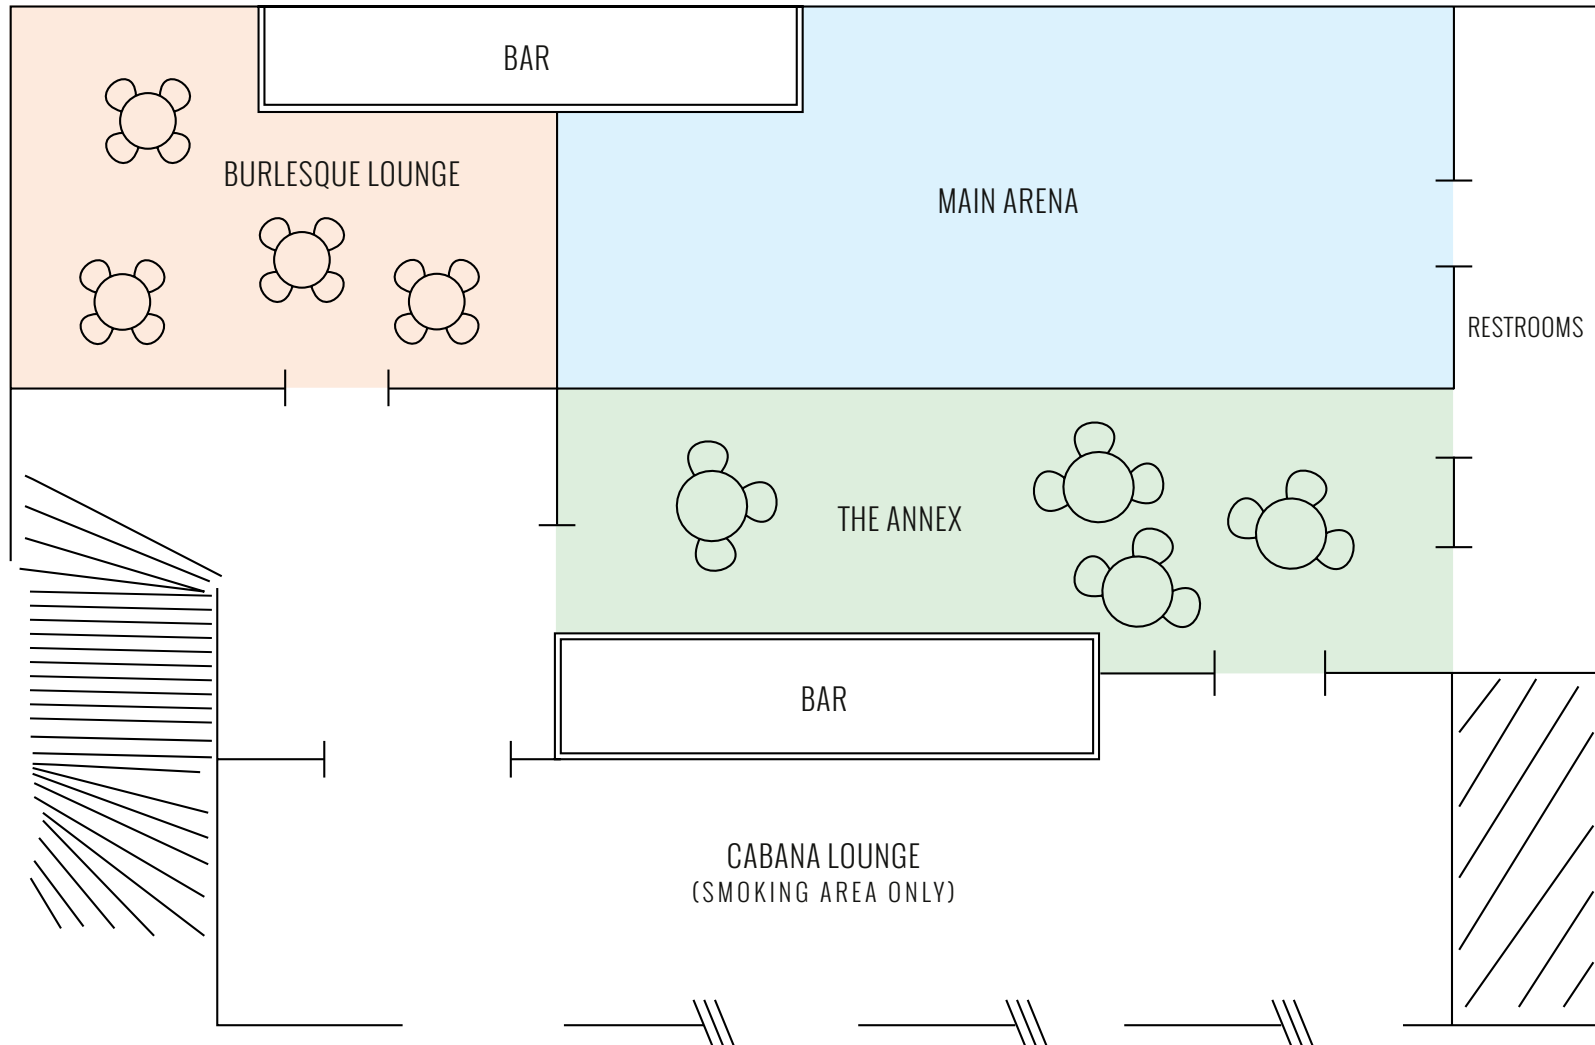 BAR
BURLESQUE LOUNGE
MAIN ARENA
RESTROOMS
THE ANNEX
BAR
CABANA LOUNGE
(SMOKING AREA ONLY)